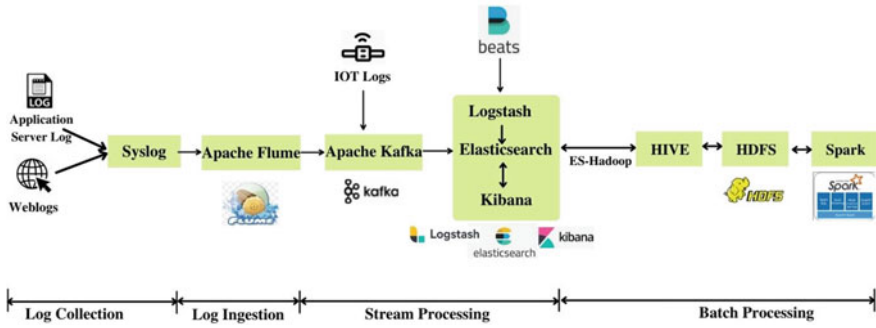 LOG
Application
Server Log
Weblogs
Syslog
Apache Flume
IOT Logs
Apache Kafka
kafka
beats
Logstash
Elasticsearch
Kibana
Logstash
elasticsearch
kibana
ES-Hadoop
HIVE
HDFS
HDFS
Spark
Spark
Log Collection
Log Ingestion
Stream Processing
Batch Processing